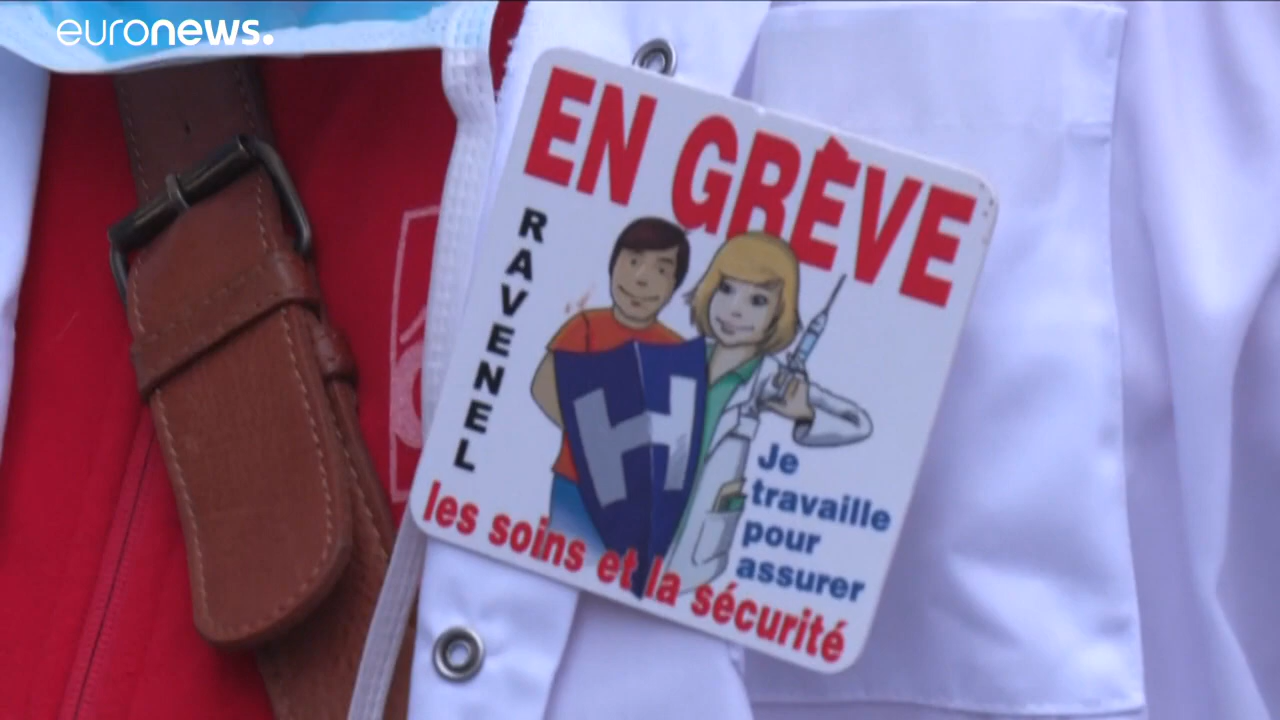 euronews.
EN GRÈVE
RAVENEL
H
Je
travaille
pour
assurer
les soins et la sécurité